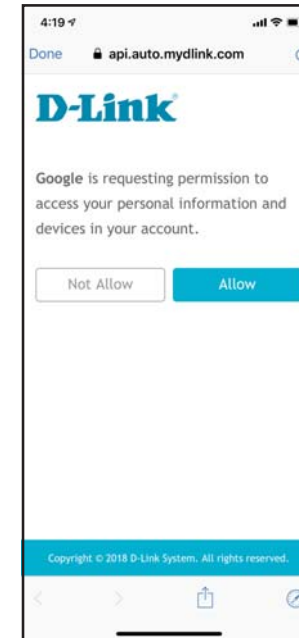 4:19
Done api.auto.mydlink.com
D-Link
Google is requesting permission to
access your personal information and
devices in your account.
Not Allow Allow
Copyright © 2018 D-Link System. All rights reserved.